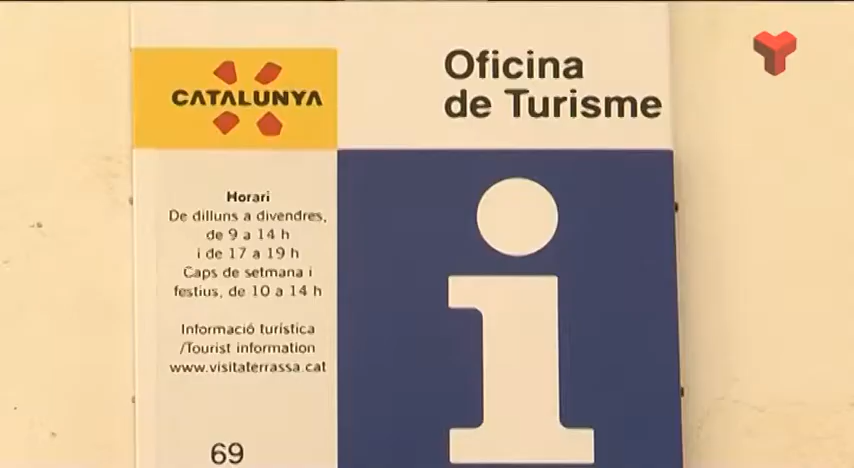 CATALUNYA
Oficina
de Turisme
Horari
De dilluns a divendres,
de 9 a 14 h
i de 17 a 19 h
Caps de setmana i
festius, de 10 a 14 h
Informació turística
/Tourist information
www.visitaterrassa.cat
69
i